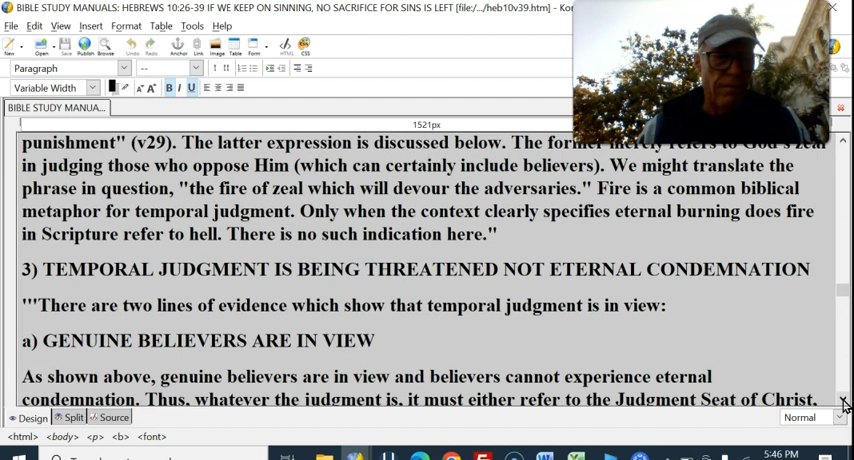 BIBLE STUDY MANUALS: HEBREWS 10:26-39 IF WE KEEP ON SINNING, NO SACRIFICE FOR SINS IS LEFT [file:/.../heb10v39.htm] - Kom
File Edit View Insert Format Table Tools Help
New Open Save Publish Browse Undo Redo Anchor Link Image Table Form HTML CSS
Paragraph --
Variable Width B I U
BIBLE STUDY MANUA...
1521px
punishment" (v29). The latter expression is discussed below. The former merely refers to God's zeal
in judging those who oppose Him (which can certainly include believers). We might translate the
phrase in question, "the fire of zeal which will devour the adversaries." Fire is a common biblical
metaphor for temporal judgment. Only when the context clearly specifies eternal burning does fire
in Scripture refer to hell. There is no such indication here."
3) TEMPORAL JUDGMENT IS BEING THREATENED NOT ETERNAL CONDEMNATION
'"There are two lines of evidence which show that temporal judgment is in view:
a) GENUINE BELIEVERS ARE IN VIEW
As shown above, genuine believers are in view and believers cannot experience eternal
condemnation. Thus, whatever the judgment is, it must either refer to the Judgment Seat of Christ,
Design Split Source Normal
<html> <body> <p> <b> <font>
5:46 PM